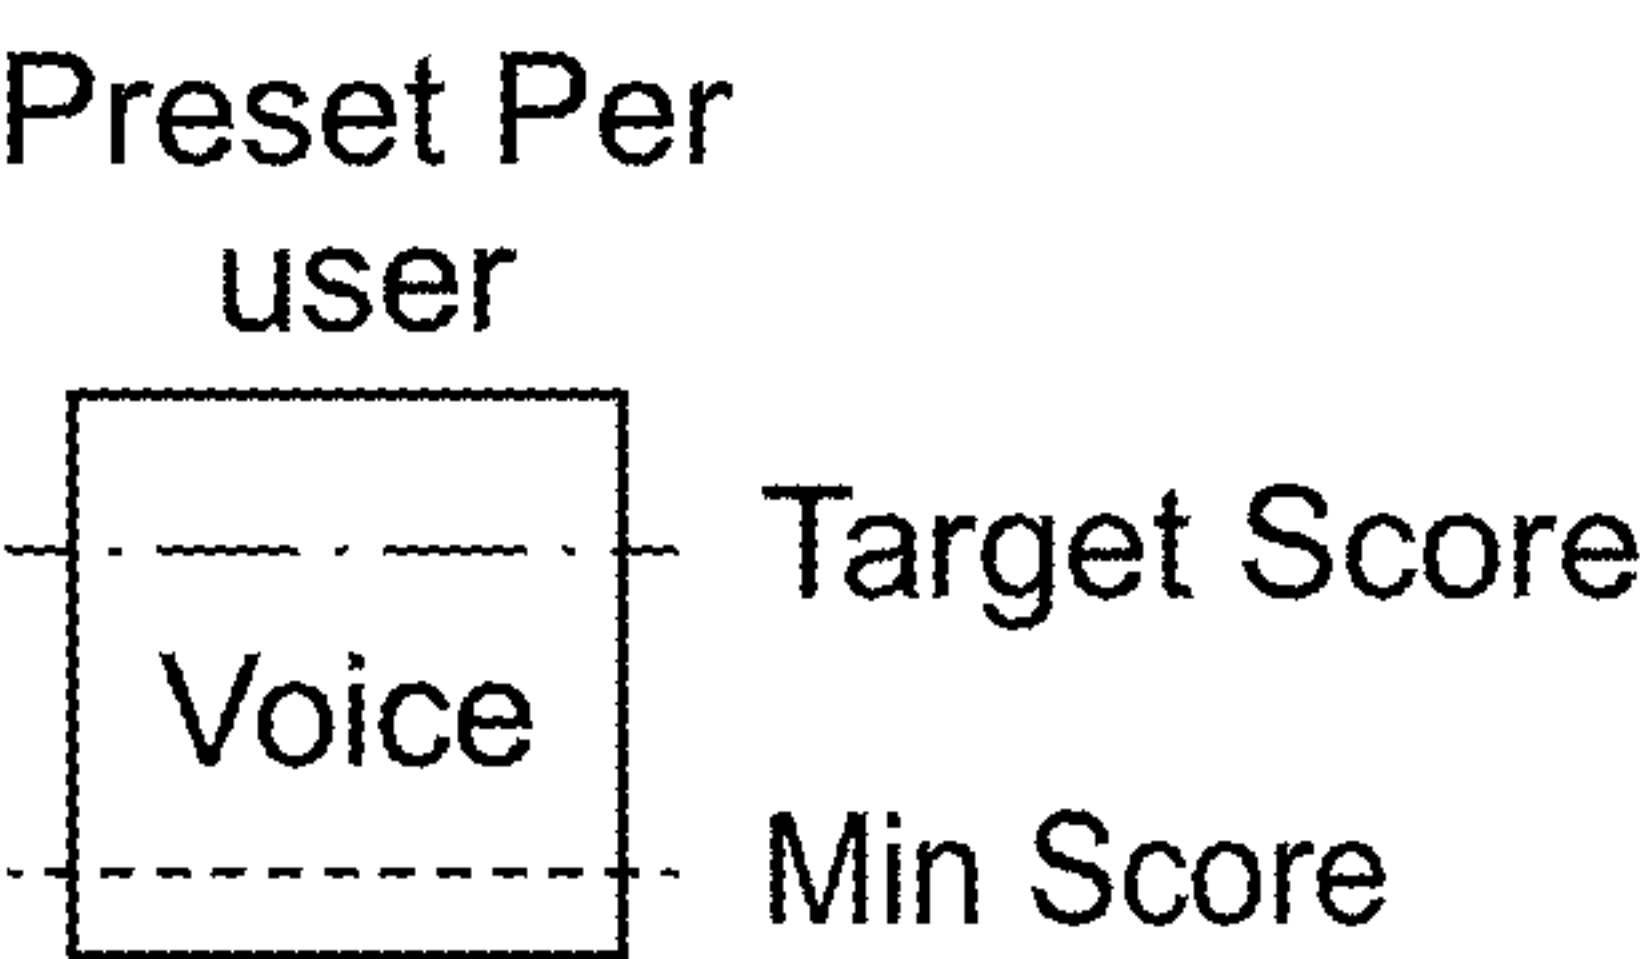 Preset Per
user
Target Score
Voice
Min Score